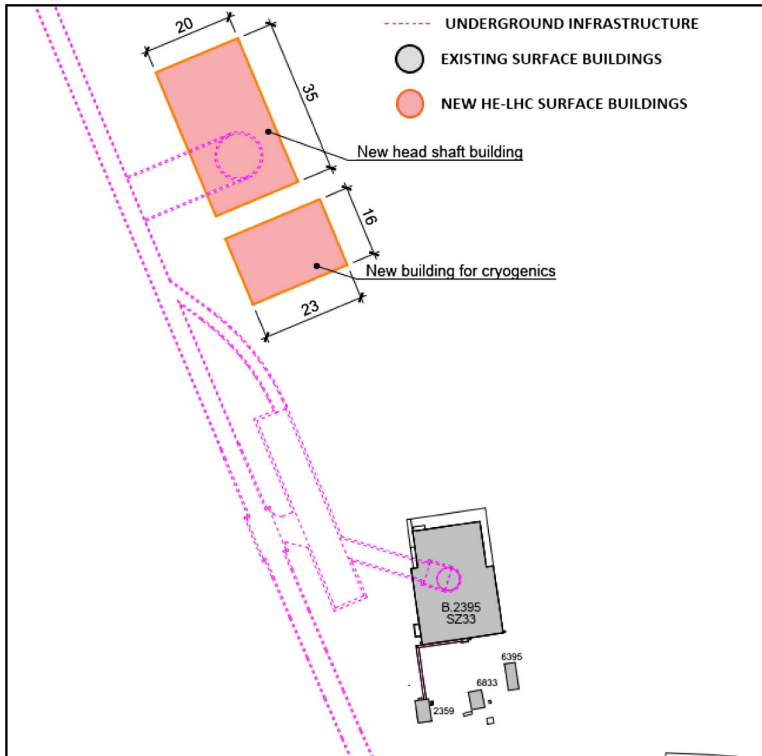 UNDERGROUND INFRASTRUCTURE
EXISTING SURFACE BUILDINGS
NEW HE-LHC SURFACE BUILDINGS
20
35
New head shaft building
16
New building for cryogenics
23
B.2395
SZ33
6395
6833
2359